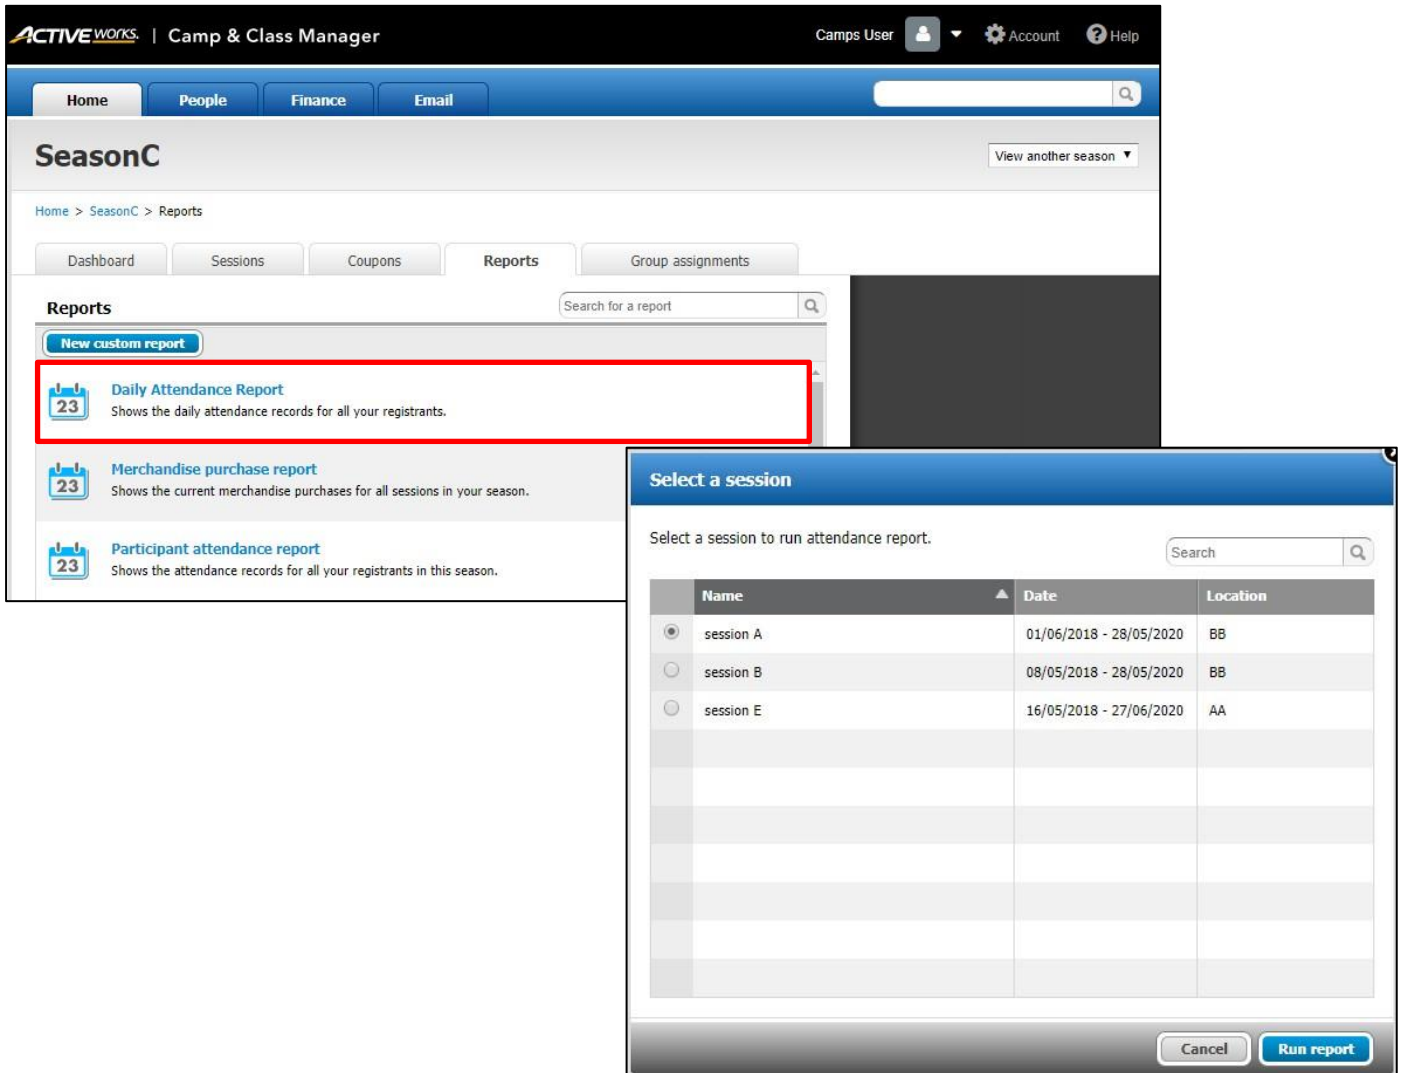 ACTIVEWORKS. | Camp & Class Manager
Camps User
Account
Help
Home
People
Finance
Email
SeasonC
View another season
Home > SeasonC > Reports
Dashboard
Sessions
Coupons
Reports
Group assignments
Reports
Search for a report
New custom report
23
Daily Attendance Report
Shows the daily attendance records for all your registrants.
23
Merchandise purchase report
Shows the current merchandise purchases for all sessions in your season.
23
Participant attendance report
Shows the attendance records for all your registrants in this season.
Select a session
Select a session to run attendance report.
Search
Name Date Location
session A 01/06/2018 - 28/05/2020 BB
session B 08/05/2018 - 28/05/2020 BB
session E 16/05/2018 - 27/06/2020 AA
Cancel
Run report